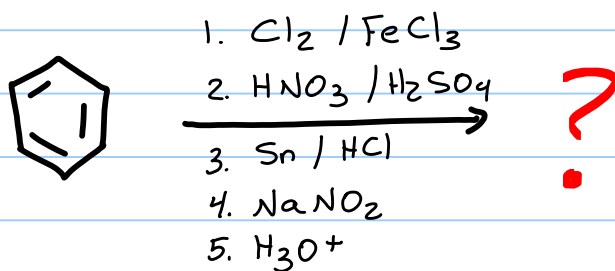 1. Cl2 / FeCl3
2. HNO3 / H2SO4
3. Sn / HCl
4. NaNO2
5. H3O+
?